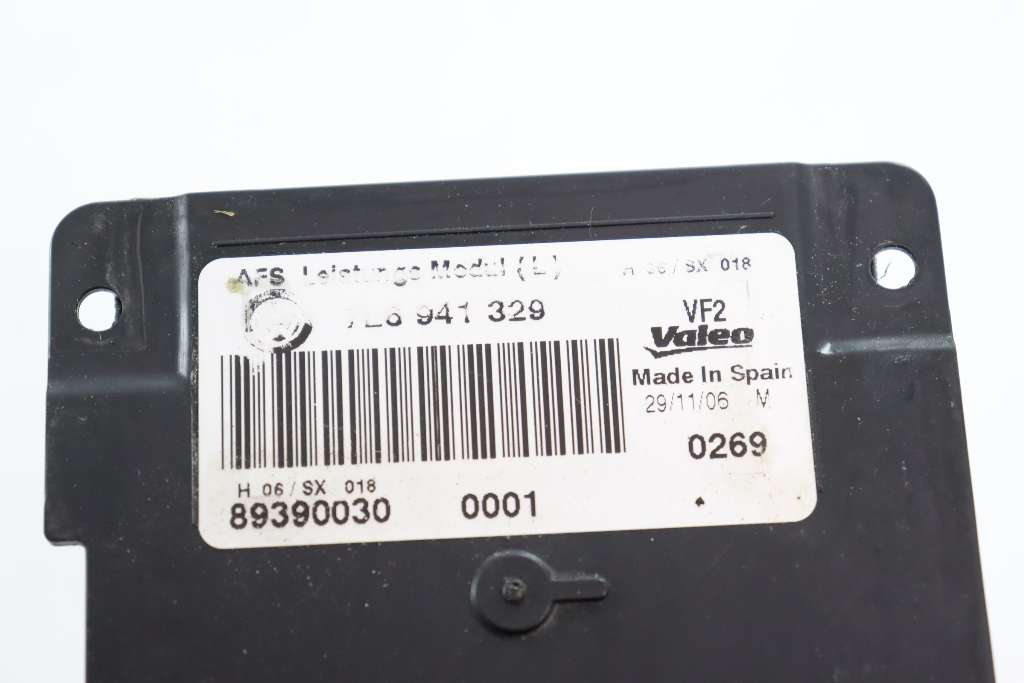 AFS Leistungs Modul (L) H 06 / SX 018
941 329 VF2
Valeo
Made In Spain
29/11/06 M
0269
H 06 / SX 018
89390030 0001